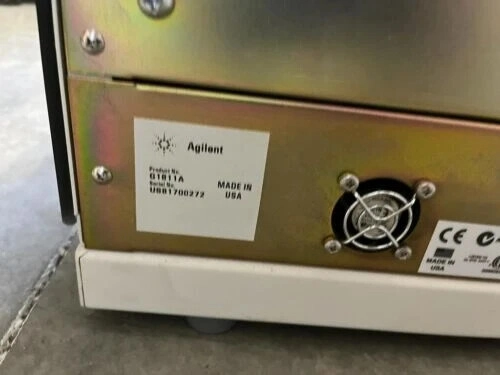 Agilent
Product No.
G1811A
Serial No.
US81700272
MADE IN
USA
CE
MADE IN
USA